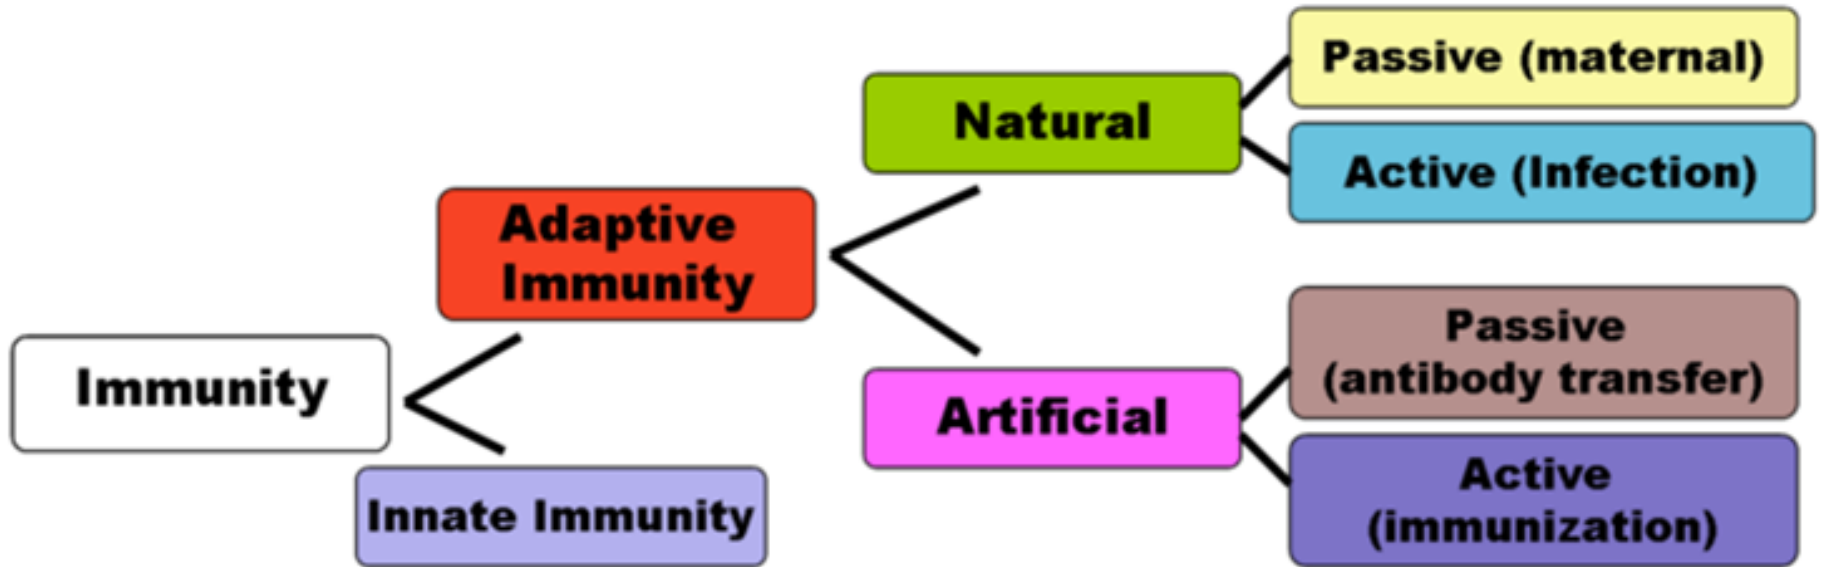 Passive (maternal)
Natural
Active (Infection)
Adaptive
Immunity
Immunity
Innate Immunity
Artificial
Passive
(antibody transfer)
Active
(immunization)